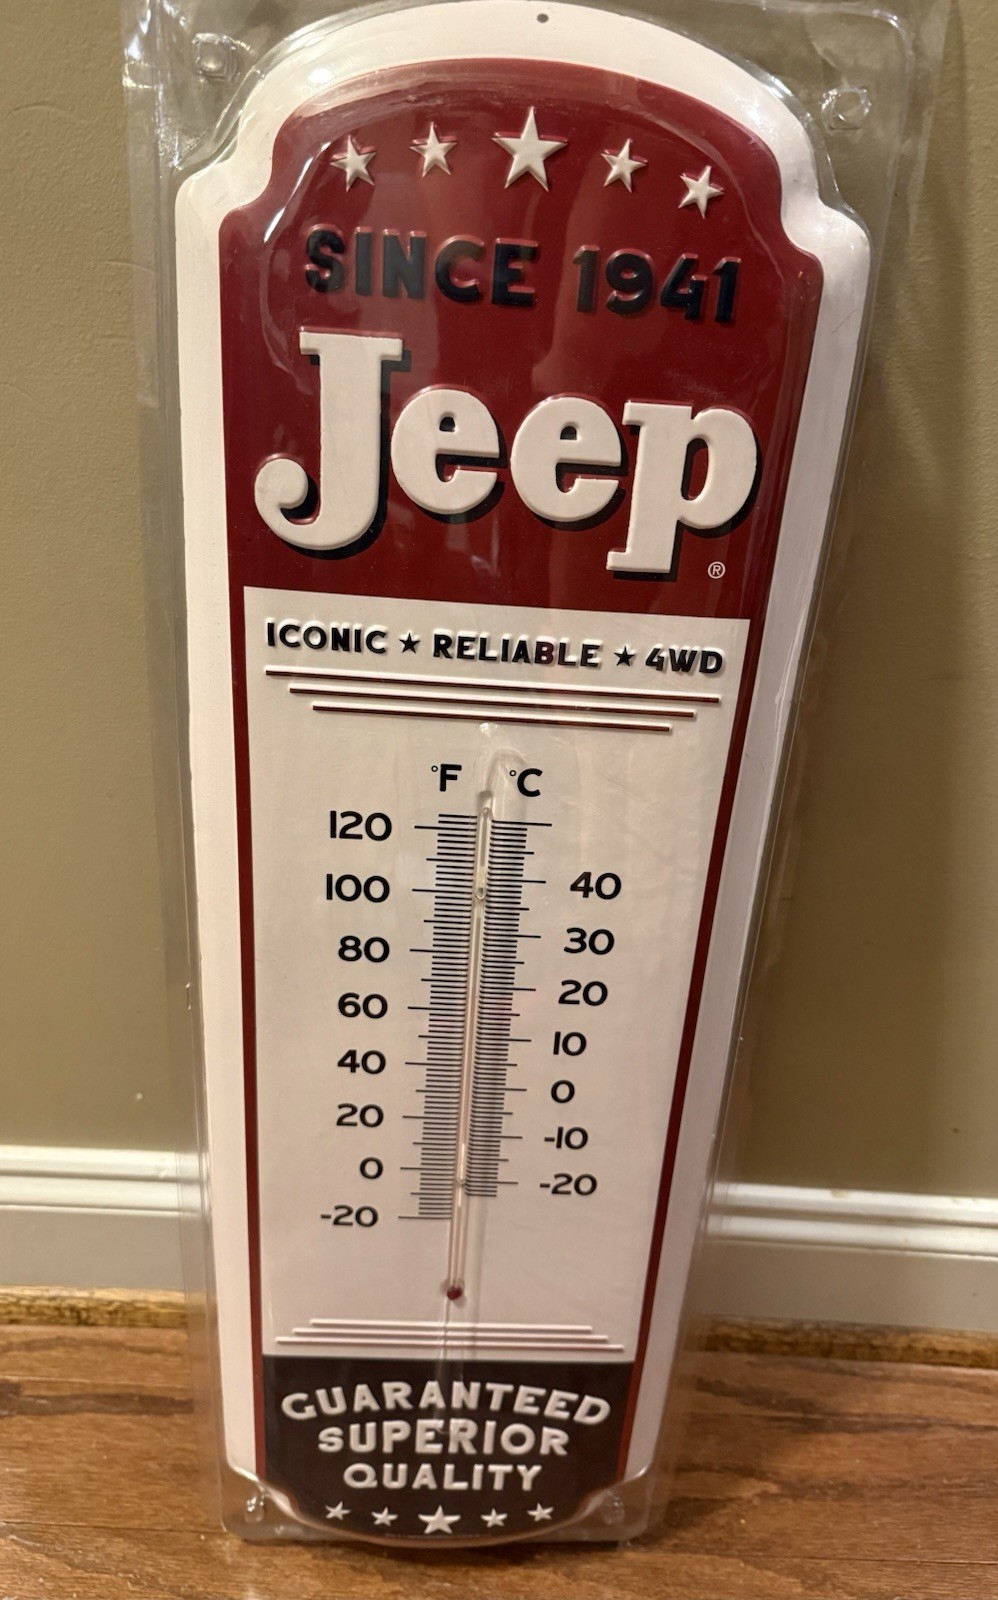 SINCE 1941
Jeep
®
ICONIC ★ RELIABLE ★ 4WD
°F °C
120
100 40
80 30
60 20
40 10
20 0
0 -10
-20 -20
GUARANTEED
SUPERIOR
QUALITY